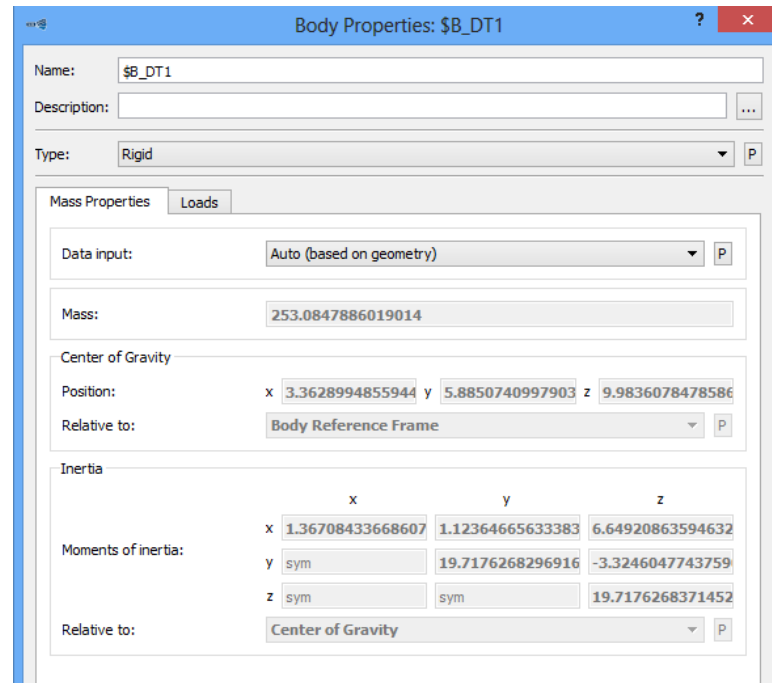 Body Properties: $B_DT1 ?
Name: $B_DT1
Description: ...
Type: Rigid P
Mass Properties Loads
Data input: Auto (based on geometry) P
Mass: 253.0847886019014
Center of Gravity
Position: x 3.3628994855944 y 5.8850740997903 z 9.9836078478586
Relative to: Body Reference Frame P
Inertia
x y z
x 1.36708433668607 1.12364665633383 6.64920863594632
Moments of inertia: y sym 19.7176268296916 -3.3246047743759
z sym sym 19.7176268371452
Relative to: Center of Gravity P